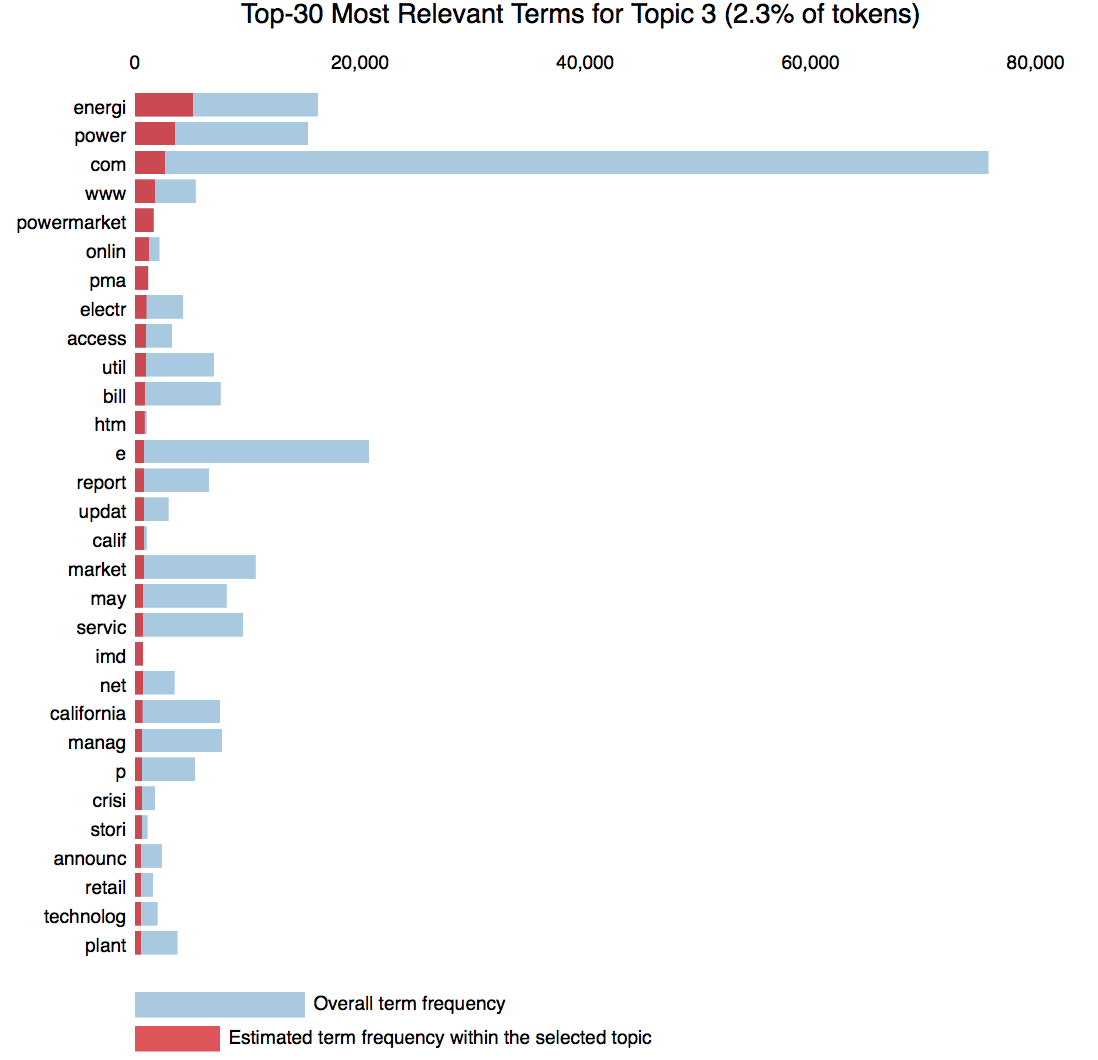 Top-30 Most Relevant Terms for Topic 3 (2.3% of tokens)
0 20,000 40,000 60,000 80,000
energi
power
com
www
powermarket
onlin
pma
electr
access
util
bill
htm
e
report
updat
calif
market
may
servic
imd
net
california
manag
p
crisi
stori
announc
retail
technolog
plant
Overall term frequency
Estimated term frequency within the selected topic